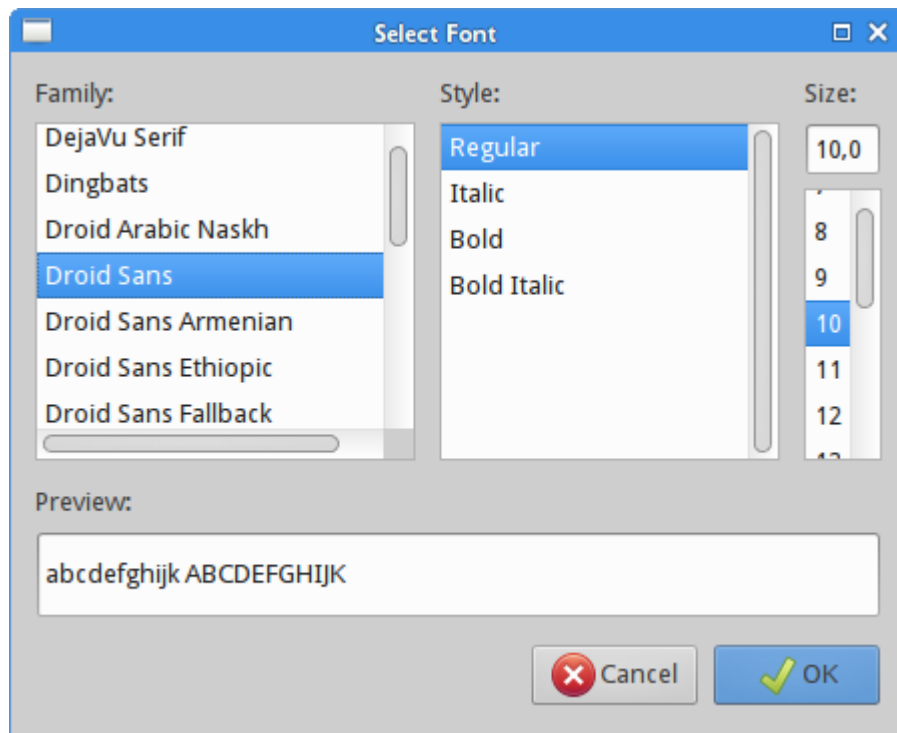 Select Font
Family:
Style:
Size:
DejaVu Serif
Dingbats
Droid Arabic Naskh
Droid Sans
Droid Sans Armenian
Droid Sans Ethiopic
Droid Sans Fallback
Regular
Italic
Bold
Bold Italic
10,0
8
9
10
11
12
Preview:
abcdefghijk ABCDEFGHIJK
Cancel
OK